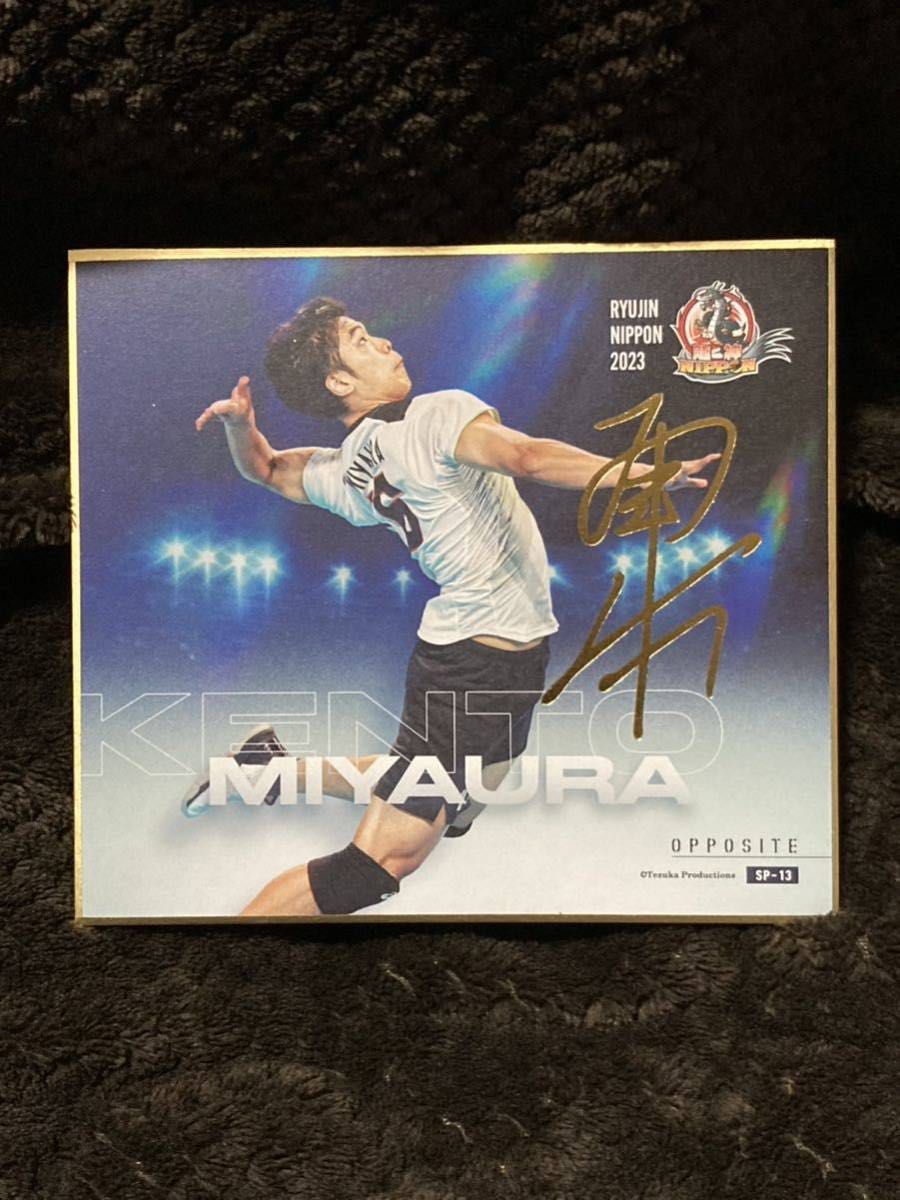 RYUJIN
NIPPON
2023
NIPPON
KENTO
MIYAURA
OPPOSITE
©Tezuka Productions
SP-13